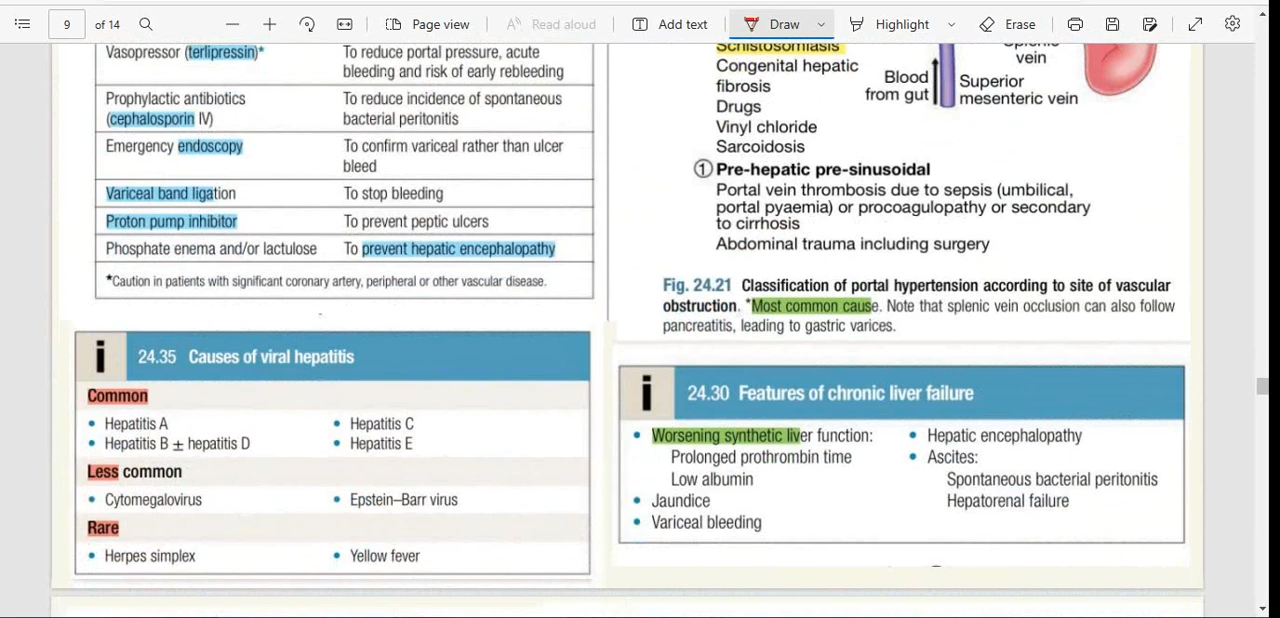 9 of 14 Page view Read aloud Add text Draw Highlight Erase
Vasopressor (terlipressin)* To reduce portal pressure, acute
bleeding and risk of early rebleeding
Prophylactic antibiotics To reduce incidence of spontaneous
(cephalosporin IV) bacterial peritonitis
Emergency endoscopy To confirm variceal rather than ulcer
bleed
Variceal band ligation To stop bleeding
Proton pump inhibitor To prevent peptic ulcers
Phosphate enema and/or lactulose To prevent hepatic encephalopathy
*Caution in patients with significant coronary artery, peripheral or other vascular disease.
i 24.35 Causes of viral hepatitis
Common
• Hepatitis A • Hepatitis C
• Hepatitis B ± hepatitis D • Hepatitis E
Less common
• Cytomegalovirus • Epstein–Barr virus
Rare
• Herpes simplex • Yellow fever
Schistosomiasis
Congenital hepatic
fibrosis
Drugs
Vinyl chloride
Sarcoidosis
Splenic
vein
Blood
from gut
Superior
mesenteric vein
1 Pre-hepatic pre-sinusoidal
Portal vein thrombosis due to sepsis (umbilical,
portal pyaemia) or procoagulopathy or secondary
to cirrhosis
Abdominal trauma including surgery
Fig. 24.21 Classification of portal hypertension according to site of vascular
obstruction. *Most common cause. Note that splenic vein occlusion can also follow
pancreatitis, leading to gastric varices.
i 24.30 Features of chronic liver failure
• Worsening synthetic liver function:
Prolonged prothrombin time
Low albumin
• Jaundice
• Variceal bleeding
• Hepatic encephalopathy
• Ascites:
Spontaneous bacterial peritonitis
Hepatorenal failure